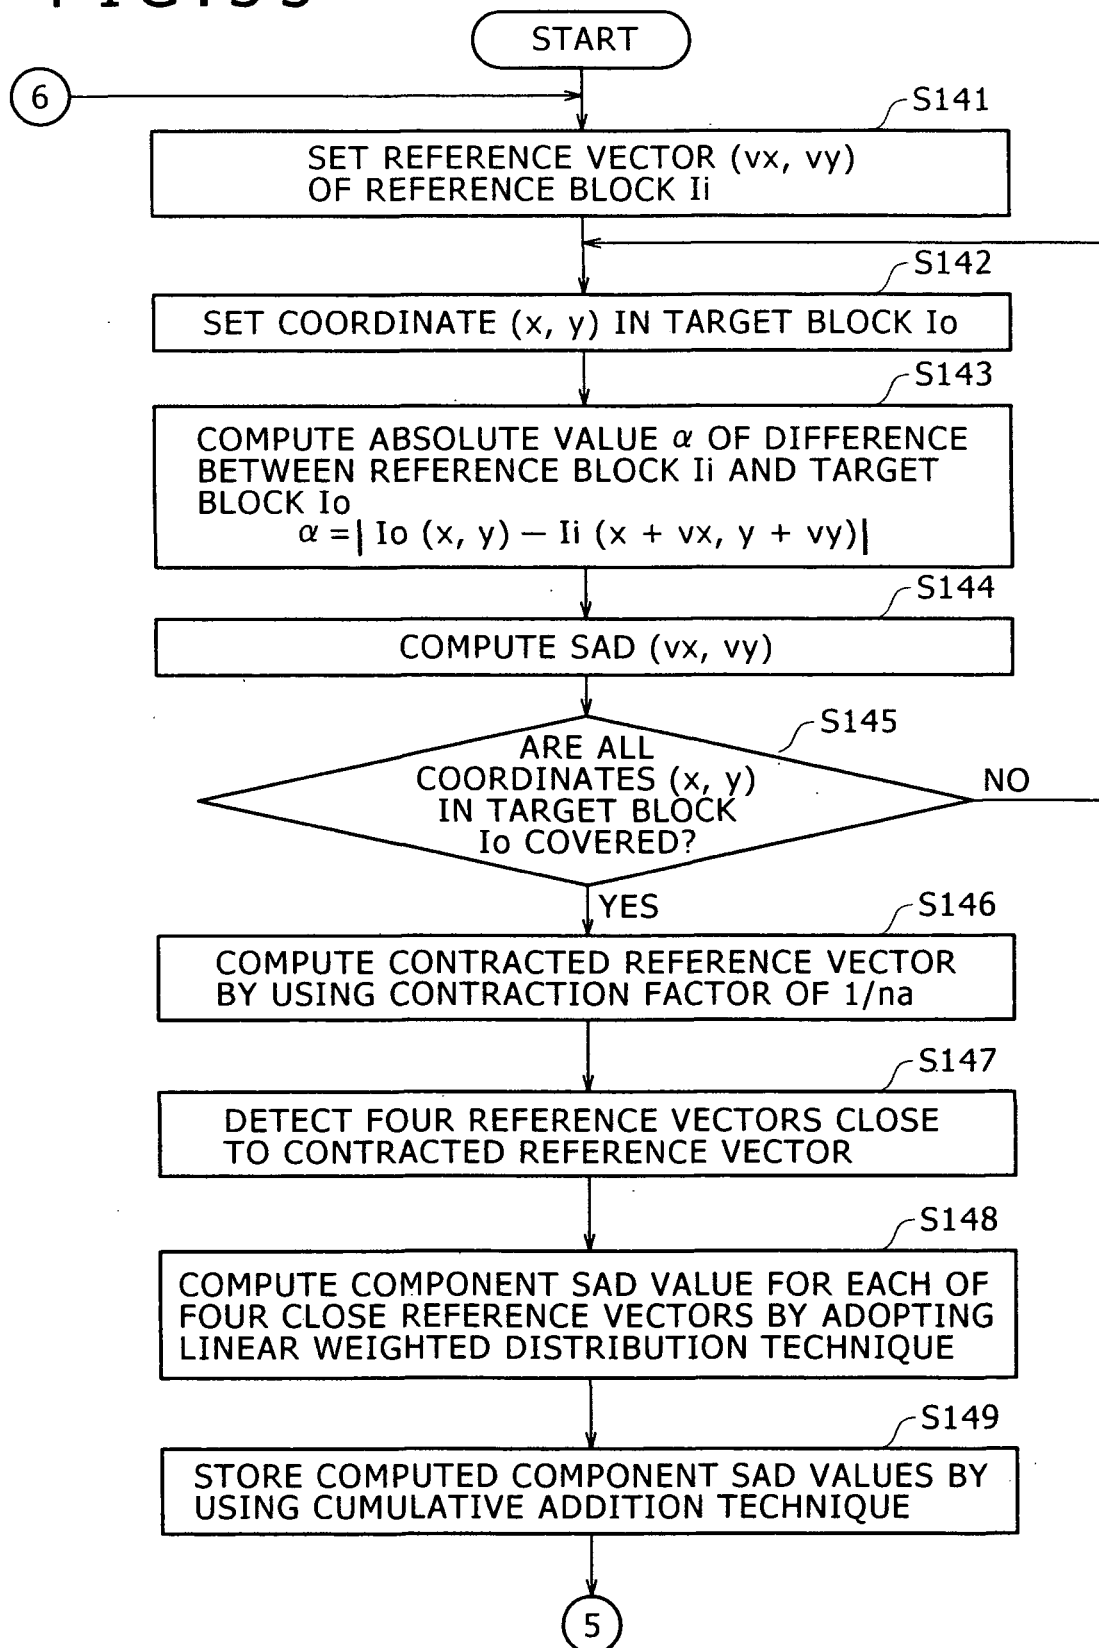 START
6
S141
SET REFERENCE VECTOR (vx, vy)
OF REFERENCE BLOCK Ii
S142
SET COORDINATE (x, y) IN TARGET BLOCK Io
S143
COMPUTE ABSOLUTE VALUE α OF DIFFERENCE
BETWEEN REFERENCE BLOCK Ii AND TARGET
BLOCK Io
α =| Io (x, y) — Ii (x + vx, y + vy)|
S144
COMPUTE SAD (vx, vy)
S145
ARE ALL
COORDINATES (x, y)
IN TARGET BLOCK
Io COVERED?
NO
YES
S146
COMPUTE CONTRACTED REFERENCE VECTOR
BY USING CONTRACTION FACTOR OF 1/na
S147
DETECT FOUR REFERENCE VECTORS CLOSE
TO CONTRACTED REFERENCE VECTOR
S148
COMPUTE COMPONENT SAD VALUE FOR EACH OF
FOUR CLOSE REFERENCE VECTORS BY ADOPTING
LINEAR WEIGHTED DISTRIBUTION TECHNIQUE
S149
STORE COMPUTED COMPONENT SAD VALUES BY
USING CUMULATIVE ADDITION TECHNIQUE
5